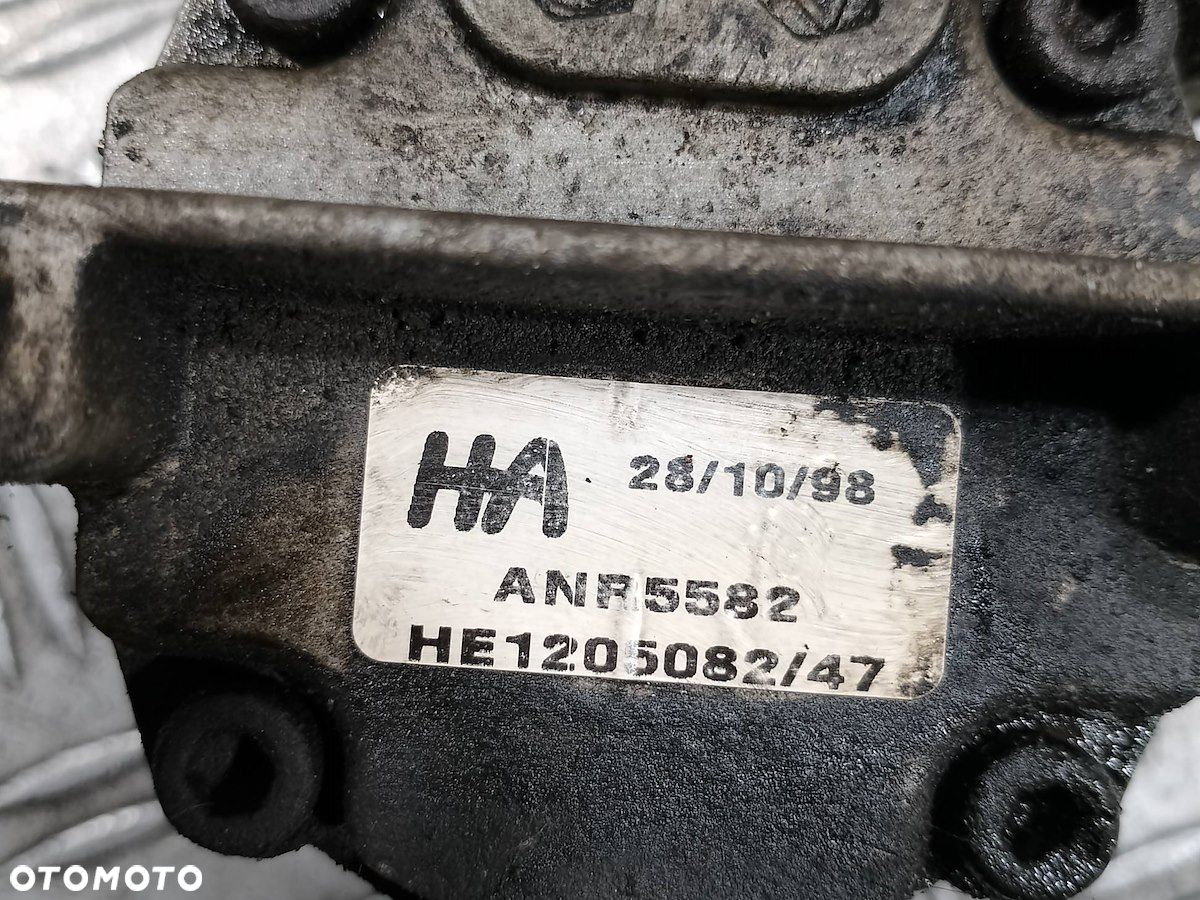 HA 28/10/98
ANR5582
HE1205082/47
OTOMOTO